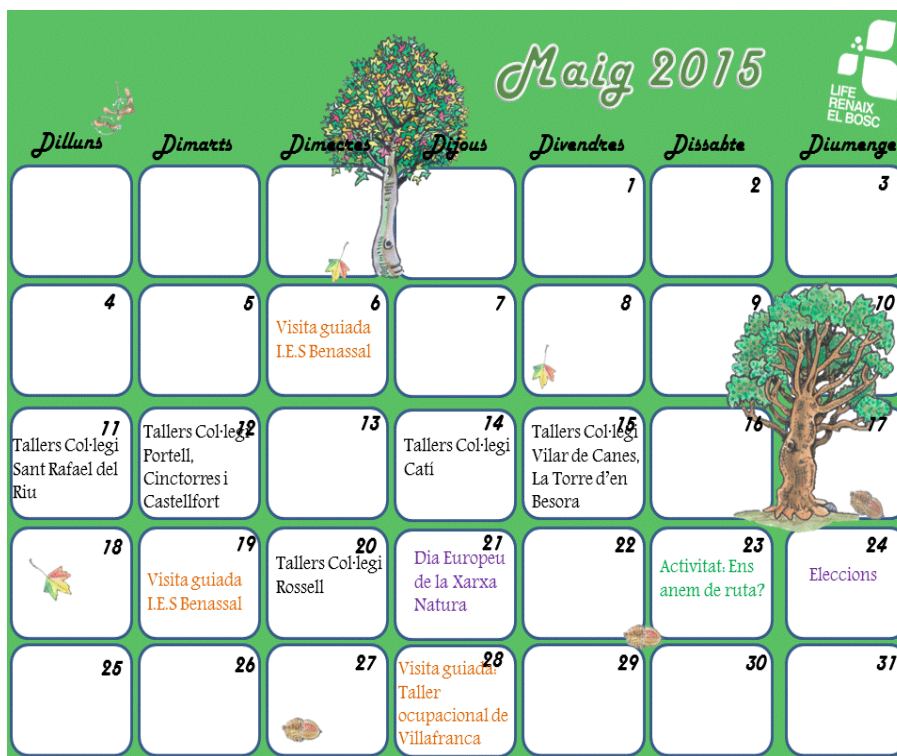 Maig 2015
LIFE
RENAIX
EL BOSC
Dilluns Dimarts Dimecres Dijous Divendres Dissabte Diumenge
1 2 3
4 5 6 7 8 9 10
Visita guiada
I.E.S Benassal
11 12 13 14 15 16 17
Tallers Col·legi
Sant Rafael del
Riu
Tallers Col·legi
Portell,
Cinctorres i
Castellfort
Tallers Col·legi
Catí
Tallers Col·legi
Vilar de Canes,
La Torre d'en
Besora
18 19 20 21 22 23 24
Visita guiada
I.E.S Benassal
Tallers Col·legi
Rossell
Dia Europeu
de la Xarxa
Natura
Activitat: Ens
anem de ruta?
Eleccions
25 26 27 28 29 30 31
Visita guiada:
Taller
ocupacional de
Villafranca